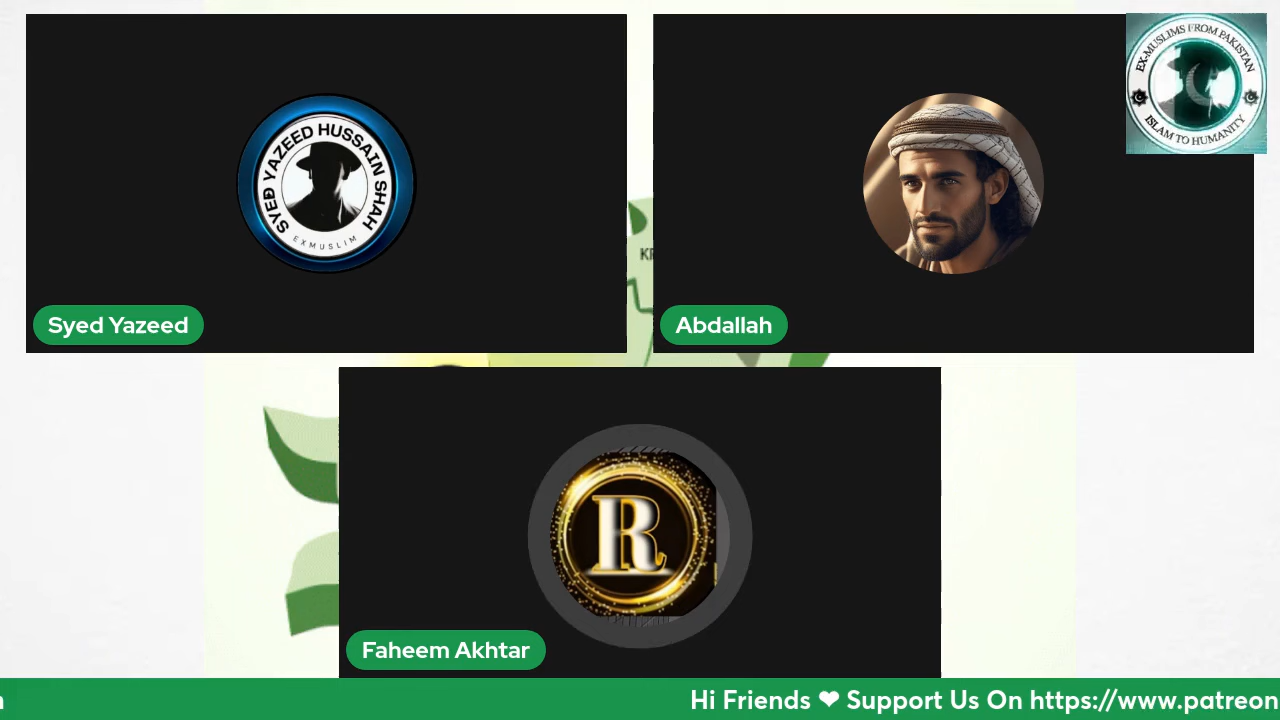 SYED YAZEED HUSSAIN SHAH
EXMUSLIM
Syed Yazeed
Abdallah
EX-MUSLIMS FROM PAKISTAN
ISLAM TO HUMANITY
R
Faheem Akhtar
Hi Friends ❤ Support Us On https://www.patreon